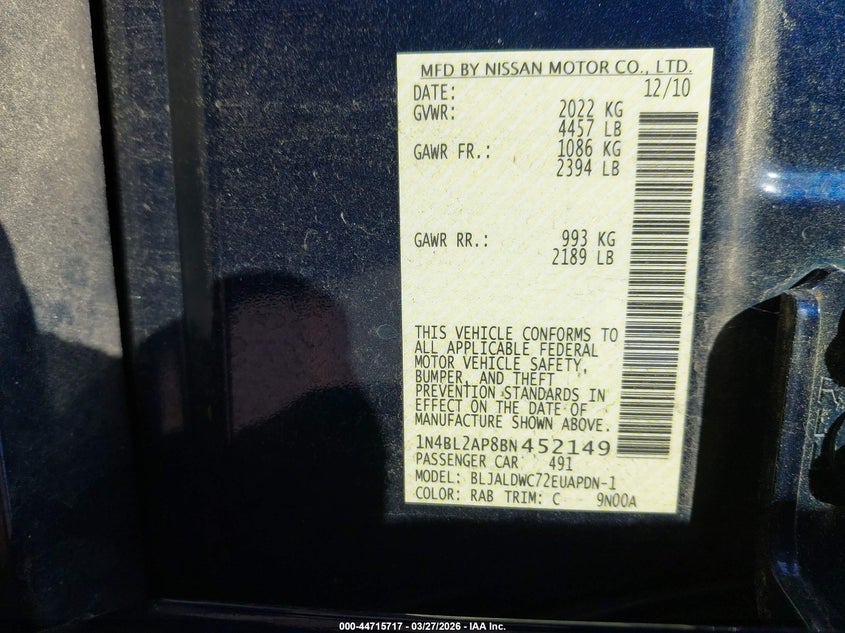 MFD BY NISSAN MOTOR CO., LTD.
DATE: 12/10
GVWR: 2022 KG
4457 LB
GAWR FR.: 1086 KG
2394 LB
GAWR RR.: 993 KG
2189 LB
THIS VEHICLE CONFORMS TO
ALL APPLICABLE FEDERAL
MOTOR VEHICLE SAFETY,
BUMPER, AND THEFT
PREVENTION STANDARDS IN
EFFECT ON THE DATE OF
MANUFACTURE SHOWN ABOVE.
1N4BL2AP8BN452149
PASSENGER CAR 491
MODEL: BLJALDWC72EUAPDN-1
COLOR: RAB TRIM: C 9N00A
000-44715717 - 03/27/2026 - IAA Inc.